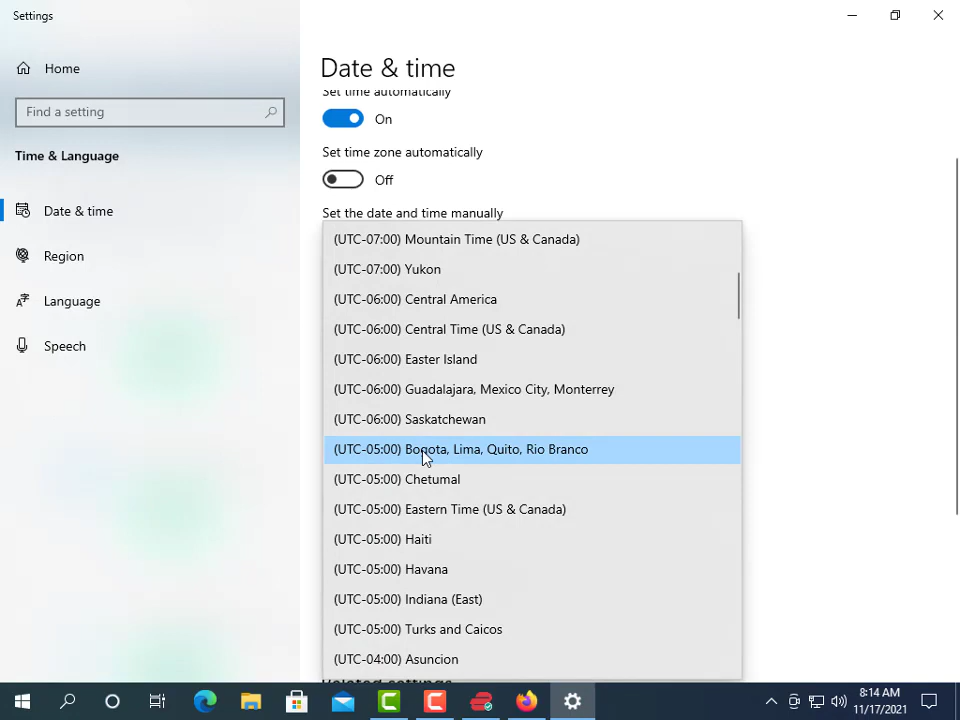 Settings
Home
Find a setting
Time & Language
Date & time
Region
Language
Speech
Date & time
Set time automatically
On
Set time zone automatically
Off
Set the date and time manually
(UTC-07:00) Mountain Time (US & Canada)
(UTC-07:00) Yukon
(UTC-06:00) Central America
(UTC-06:00) Central Time (US & Canada)
(UTC-06:00) Easter Island
(UTC-06:00) Guadalajara, Mexico City, Monterrey
(UTC-06:00) Saskatchewan
(UTC-05:00) Bogota, Lima, Quito, Rio Branco
(UTC-05:00) Chetumal
(UTC-05:00) Eastern Time (US & Canada)
(UTC-05:00) Haiti
(UTC-05:00) Havana
(UTC-05:00) Indiana (East)
(UTC-05:00) Turks and Caicos
(UTC-04:00) Asuncion
Related settings
8:14 AM
11/17/2021